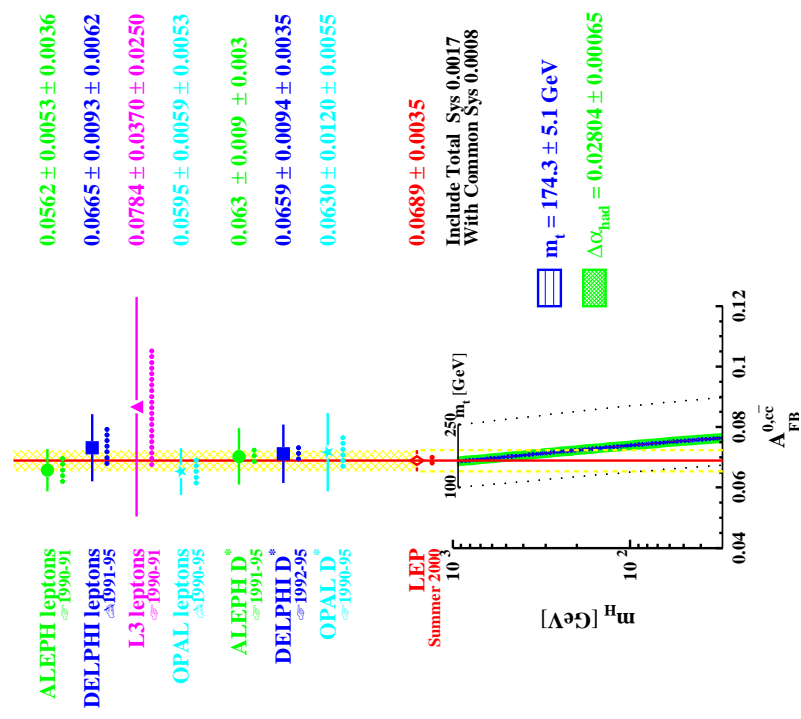 ALEPH leptons
1990-91
0.0562 ± 0.0053 ± 0.0036
DELPHI leptons
1991-95
0.0665 ± 0.0093 ± 0.0062
L3 leptons
1990-91
0.0784 ± 0.0370 ± 0.0250
OPAL leptons
1990-95
0.0595 ± 0.0059 ± 0.0053
ALEPH D*
1991-95
0.063 ± 0.009 ± 0.003
DELPHI D*
1992-95
0.0659 ± 0.0094 ± 0.0035
OPAL D*
1990-95
0.0630 ± 0.0120 ± 0.0055
LEP
Summer 2000
0.0689 ± 0.0035
Include Total Sys 0.0017
With Common Sys 0.0008
m_t = 174.3 ± 5.1 GeV
Δα_had = 0.02804 ± 0.00065
100
250
m_t [GeV]
10^3
10^2
m_H [GeV]
0.04
0.06
0.08
0.1
0.12
A_FB^0,cc̅